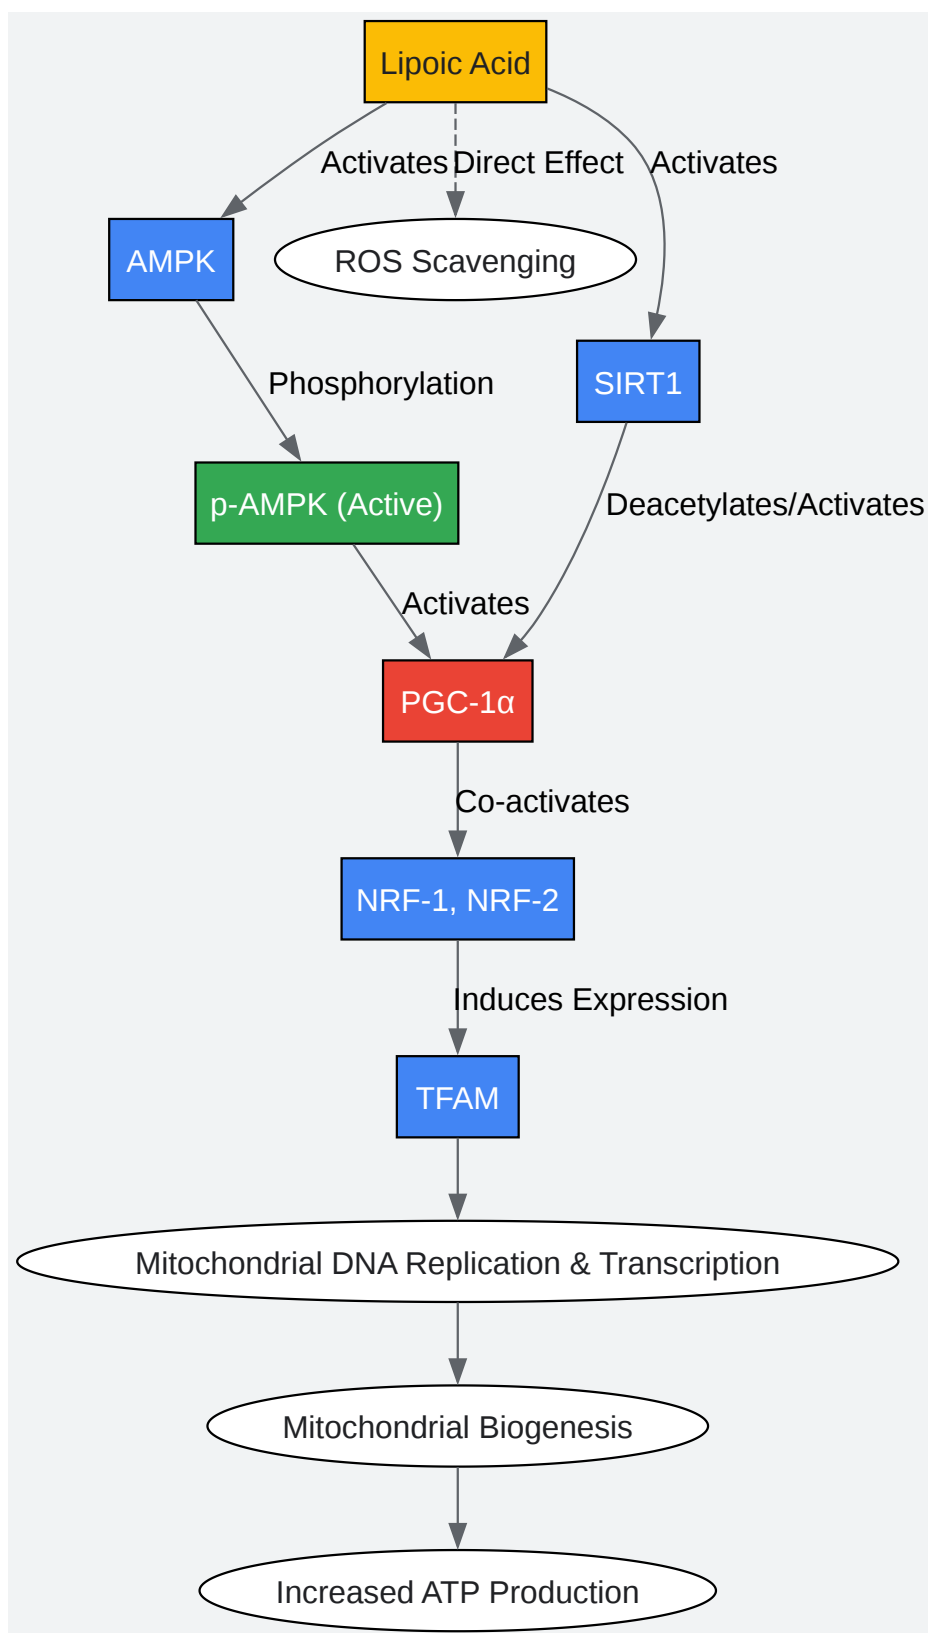 Lipoic Acid
Activates
Direct Effect
Activates
AMPK
ROS Scavenging
Phosphorylation
SIRT1
p-AMPK (Active)
Deacetylates/Activates
Activates
PGC-1α
Co-activates
NRF-1, NRF-2
Induces Expression
TFAM
Mitochondrial DNA Replication & Transcription
Mitochondrial Biogenesis
Increased ATP Production